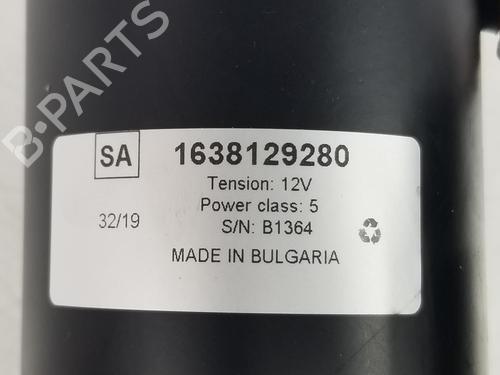 B-PARTS
SA 1638129280
Tension: 12V
Power class: 5
32/19 S/N: B1364
MADE IN BULGARIA